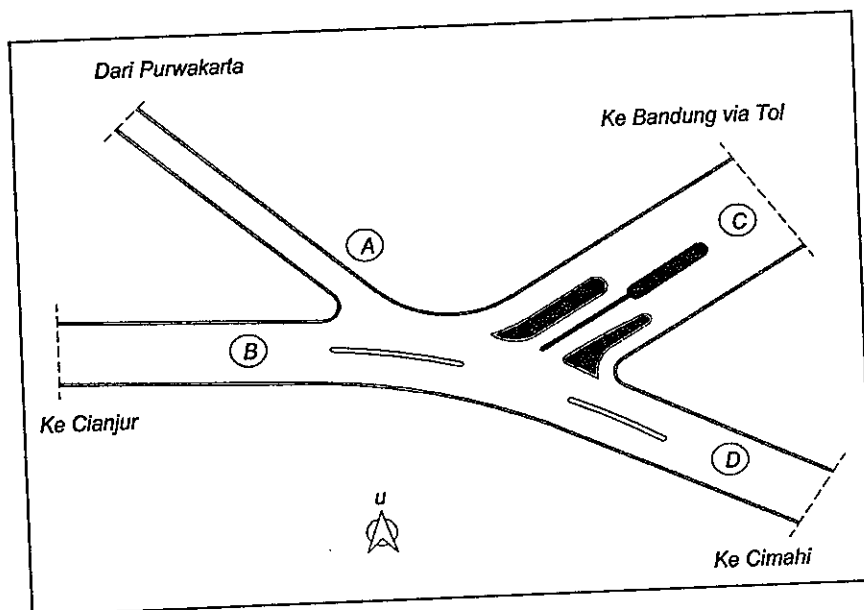 Dari Purwakarta
Ke Bandung via Tol
A
C
B
Ke Cianjur
D
u
Ke Cimahi